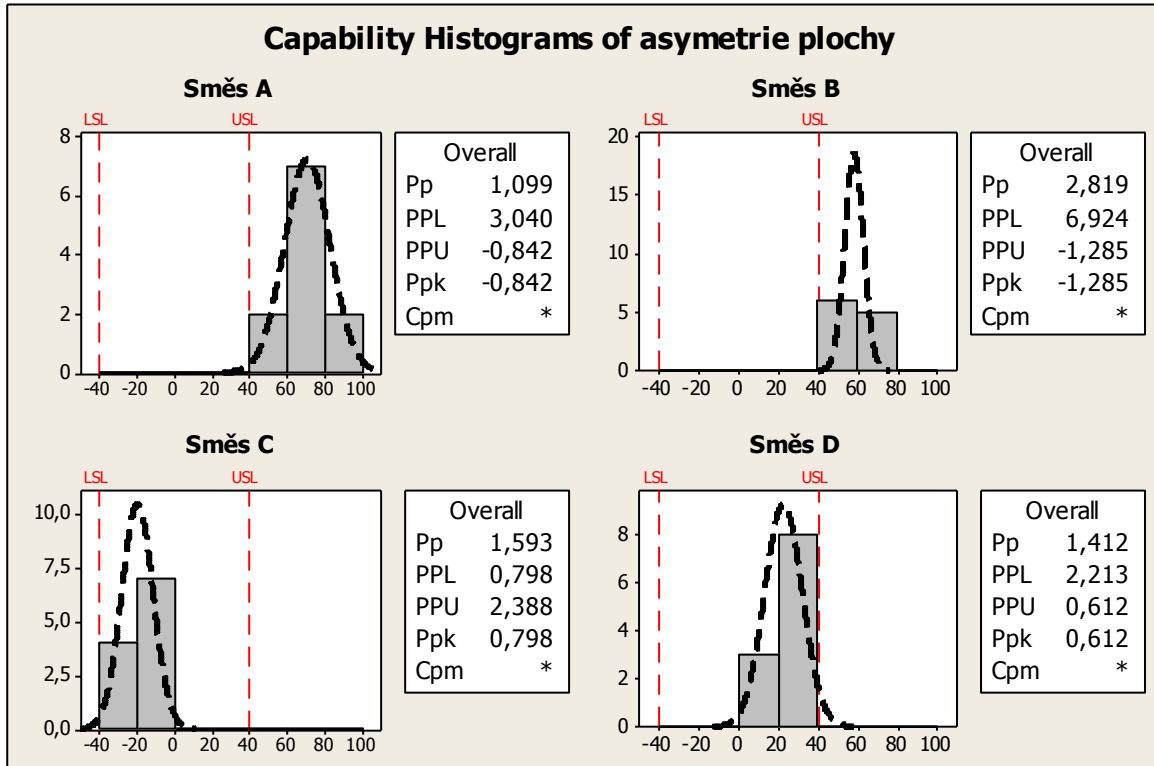 Capability Histograms of asymetrie plochy
Směs A
LSL USL
8
6
4
2
0
-40 -20 0 20 40 60 80 100
Overall
Pp 1,099
PPL 3,040
PPU -0,842
Ppk -0,842
Cpm *
Směs B
LSL USL
20
15
10
5
0
-40 -20 0 20 40 60 80 100
Overall
Pp 2,819
PPL 6,924
PPU -1,285
Ppk -1,285
Cpm *
Směs C
LSL USL
10,0
7,5
5,0
2,5
0,0
-40 -20 0 20 40 60 80 100
Overall
Pp 1,593
PPL 0,798
PPU 2,388
Ppk 0,798
Cpm *
Směs D
LSL USL
8
6
4
2
0
-40 -20 0 20 40 60 80 100
Overall
Pp 1,412
PPL 2,213
PPU 0,612
Ppk 0,612
Cpm *